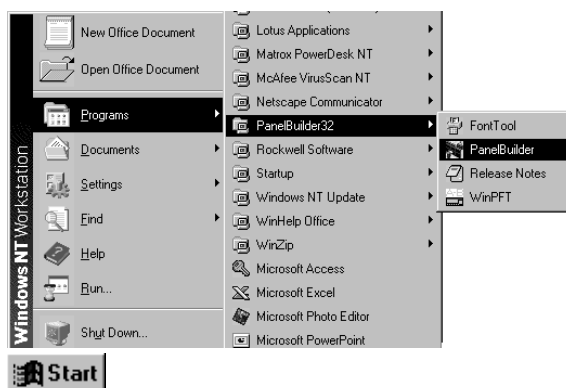 New Office Document
Open Office Document
Programs
Documents
Settings
Find
Help
Run...
Shut Down...
Windows NT Workstation
Lotus Applications
Matrox PowerDesk NT
McAfee VirusScan NT
Netscape Communicator
PanelBuilder32
Rockwell Software
Startup
Windows NT Update
WinHelp Office
WinZip
Microsoft Access
Microsoft Excel
Microsoft Photo Editor
Microsoft PowerPoint
FontTool
PanelBuilder
Release Notes
WinPFT
Start